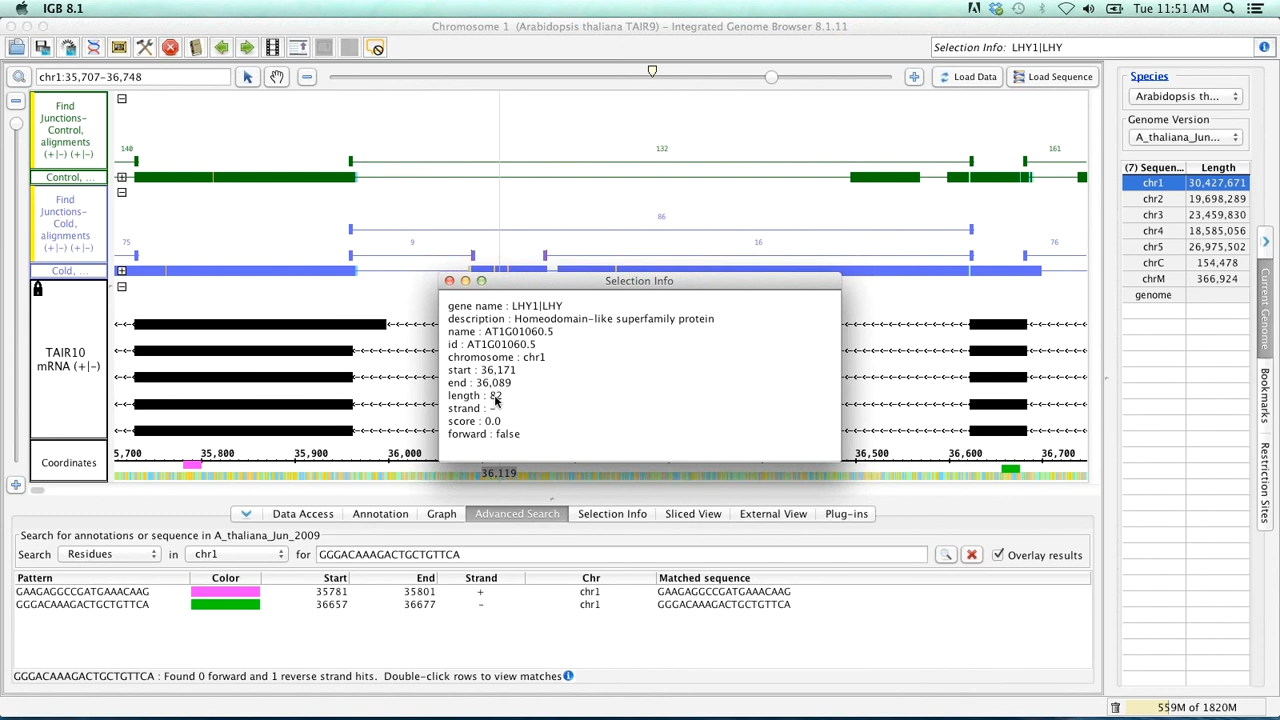 IGB 8.1
Tue 11:51 AM
Chromosome 1 (Arabidopsis thaliana TAIR9) - Integrated Genome Browser 8.1.11
Selection Info: LHY1|LHY
chr1:35,707-36,748
Load Data
Load Sequence
Find
Junctions-
Control,
alignments
(+|-) (+|-)
140
132
161
Control, ...
Find
Junctions-
Cold,
alignments
(+|-) (+|-)
86
75
9
16
76
Cold, ...
TAIR10
mRNA (+|-)
Coordinates
5,700
35,800
35,900
36,000
36,500
36,600
36,700
36,119
Selection Info
gene name : LHY1|LHY
description : Homeodomain-like superfamily protein
name : AT1G01060.5
id : AT1G01060.5
chromosome : chr1
start : 36,171
end : 36,089
length : 82
strand : -
score : 0.0
forward : false
Species
Arabidopsis th...
Genome Version
A_thaliana_Jun...
(7) Sequen... Length
chr1 30,427,671
chr2 19,698,289
chr3 23,459,830
chr4 18,585,056
chr5 26,975,502
chrC 154,478
chrM 366,924
genome
Current Genome
Bookmarks
Restriction Sites
Data Access
Annotation
Graph
Advanced Search
Selection Info
Sliced View
External View
Plug-ins
Search for annotations or sequence in A_thaliana_Jun_2009
Search Residues in chr1 for GGGACAAAGACTGCTGTTCA
Overlay results
Pattern Color Start End Strand Chr Matched sequence
GAAGAGGCCGATGAAACAAG 35781 35801 + chr1 GAAGAGGCCGATGAAACAAG
GGGACAAAGACTGCTGTTCA 36657 36677 - chr1 GGGACAAAGACTGCTGTTCA
GGGACAAAGACTGCTGTTCA : Found 0 forward and 1 reverse strand hits. Double-click rows to view matches
559M of 1820M